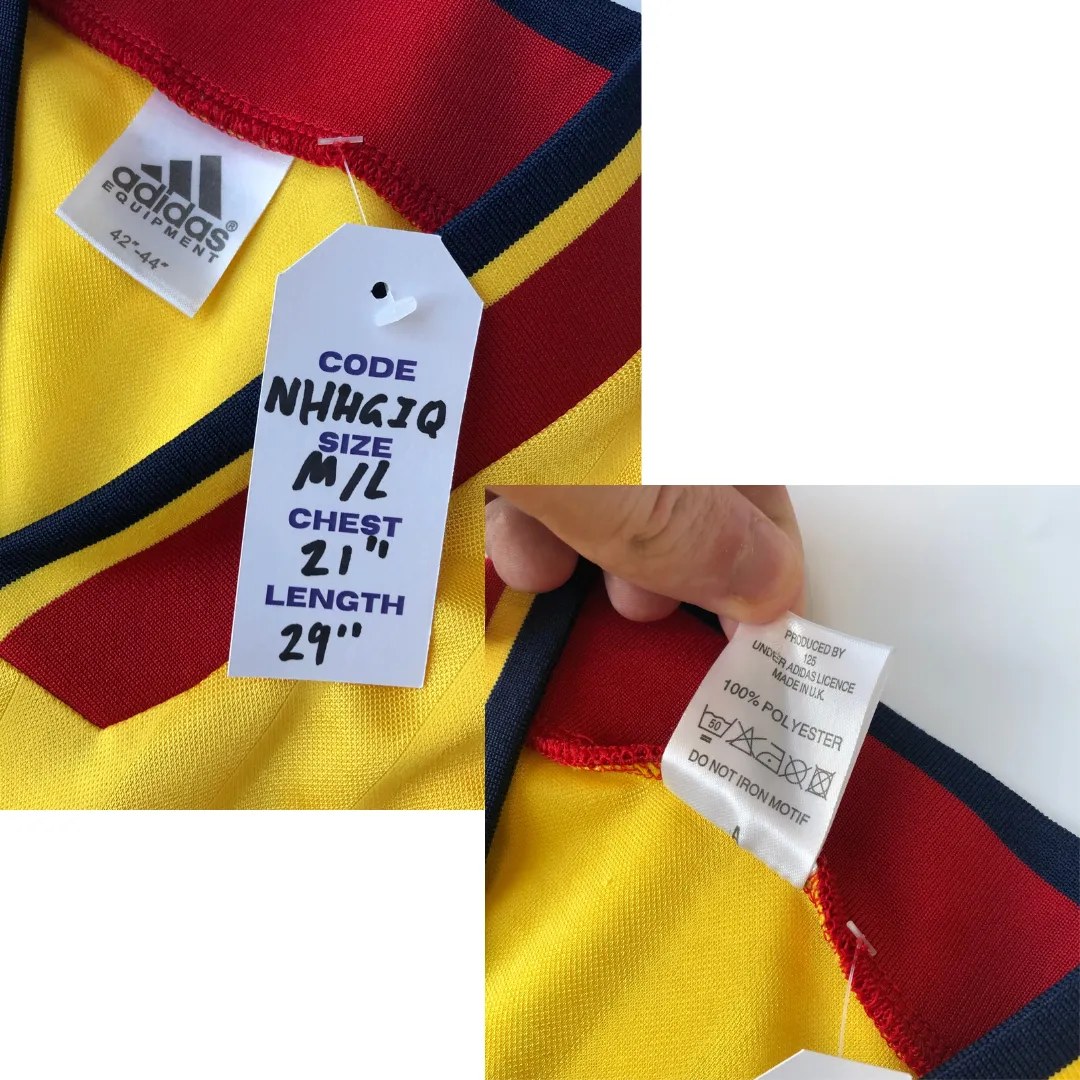 adidas®
EQUIPMENT
42"-44"
CODE
NHHGIQ
SIZE
M/L
CHEST
21"
LENGTH
29"
PRODUCED BY
125
UNDER ADIDAS LICENCE
MADE IN U.K.
100% POLYESTER
50
DO NOT IRON MOTIF
A